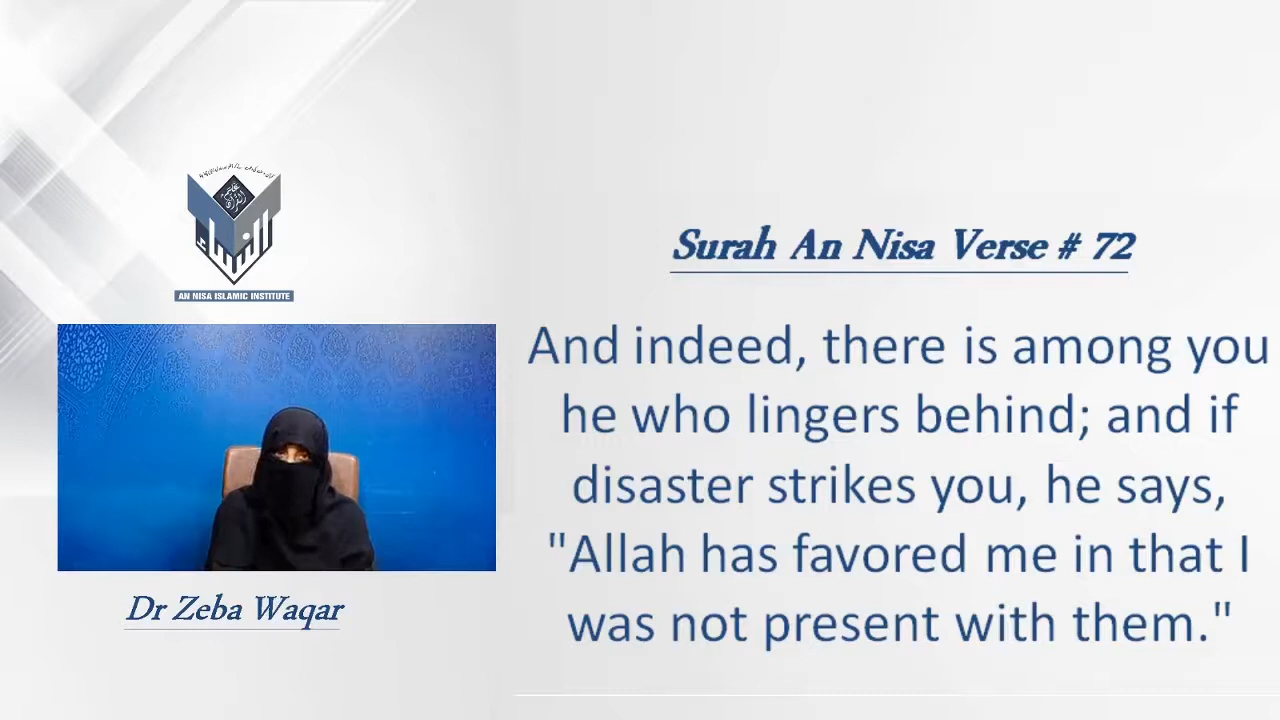 AN NISA ISLAMIC INSTITUTE
Dr Zeba Waqar
Surah An Nisa Verse # 72
And indeed, there is among you
he who lingers behind; and if
disaster strikes you, he says,
"Allah has favored me in that I
was not present with them."